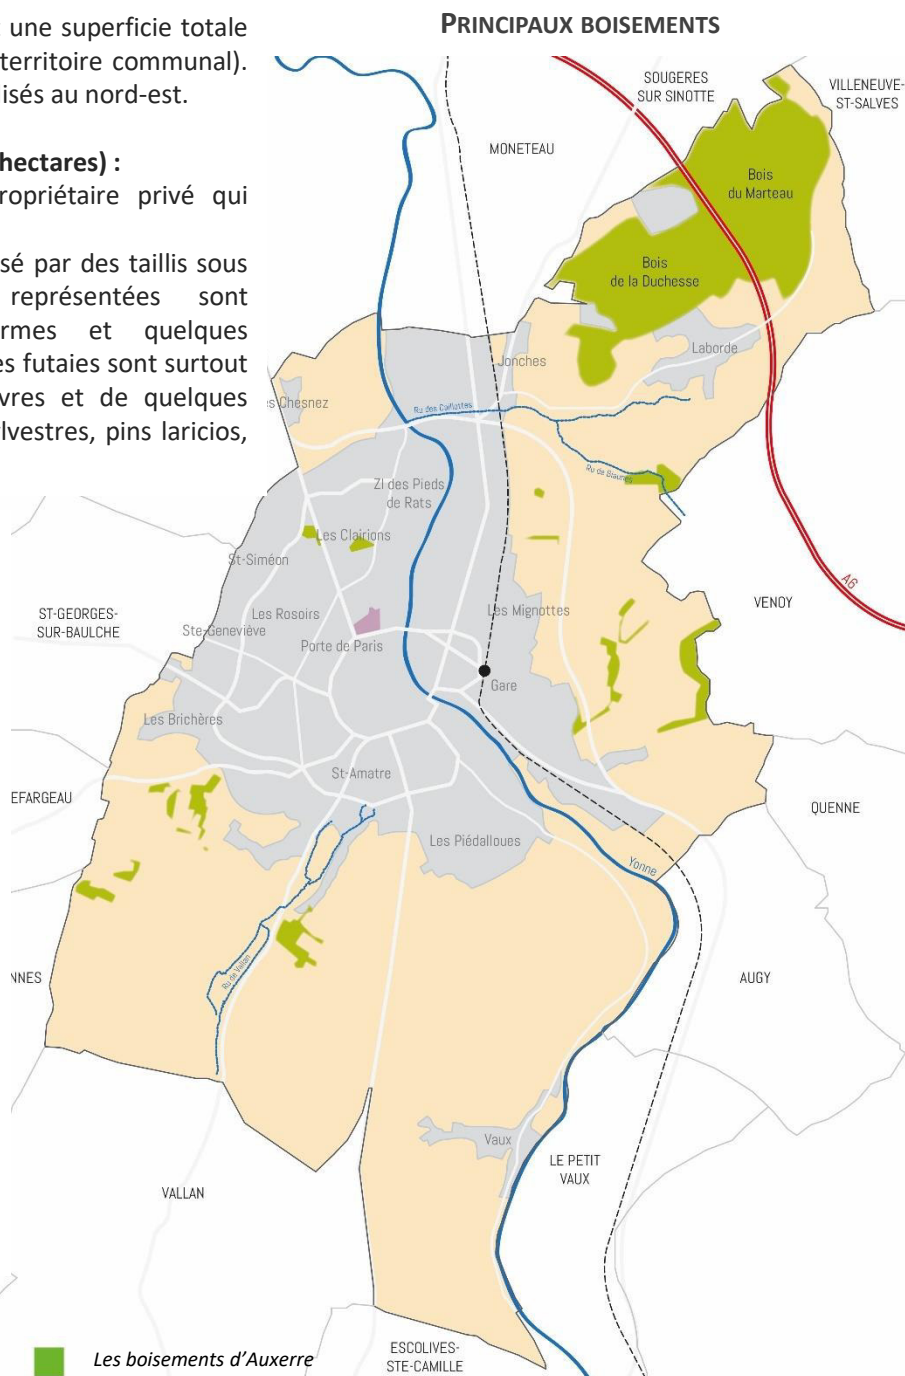 une superficie totale
territoire communal).
lisés au nord-est.
hectares) :
ropriétaire privé qui
sé par des taillis sous
représentées sont
rmes et quelques
es futaies sont surtout
vres et de quelques
lvestres, pins laricios,
PRINCIPAUX BOISEMENTS
SOUGERES
SUR SINOTTE
VILLENEUVE-
ST-SALVES
MONETEAU
Bois
du Marteau
Bois
de la Duchesse
Jonches
Laborde
s Chesnez
Ru des Caillottes
Ru de Sinotte
ZI des Pieds
de Rats
Les Clairions
St-Siméon
A6
ST-GEORGES-
SUR-BAULCHE
Les Rosoirs
Ste-Geneviève
Les Mignottes
VENOY
Porte de Paris
Gare
Les Brichères
St-Amatre
EFARGEAU
QUENNE
Les Piédalloues
Yonne
Ru de Vallan
NNES
AUGY
Vaux
LE PETIT
VAUX
VALLAN
ESCOLIVES-
STE-CAMILLE
Les boisements d'Auxerre